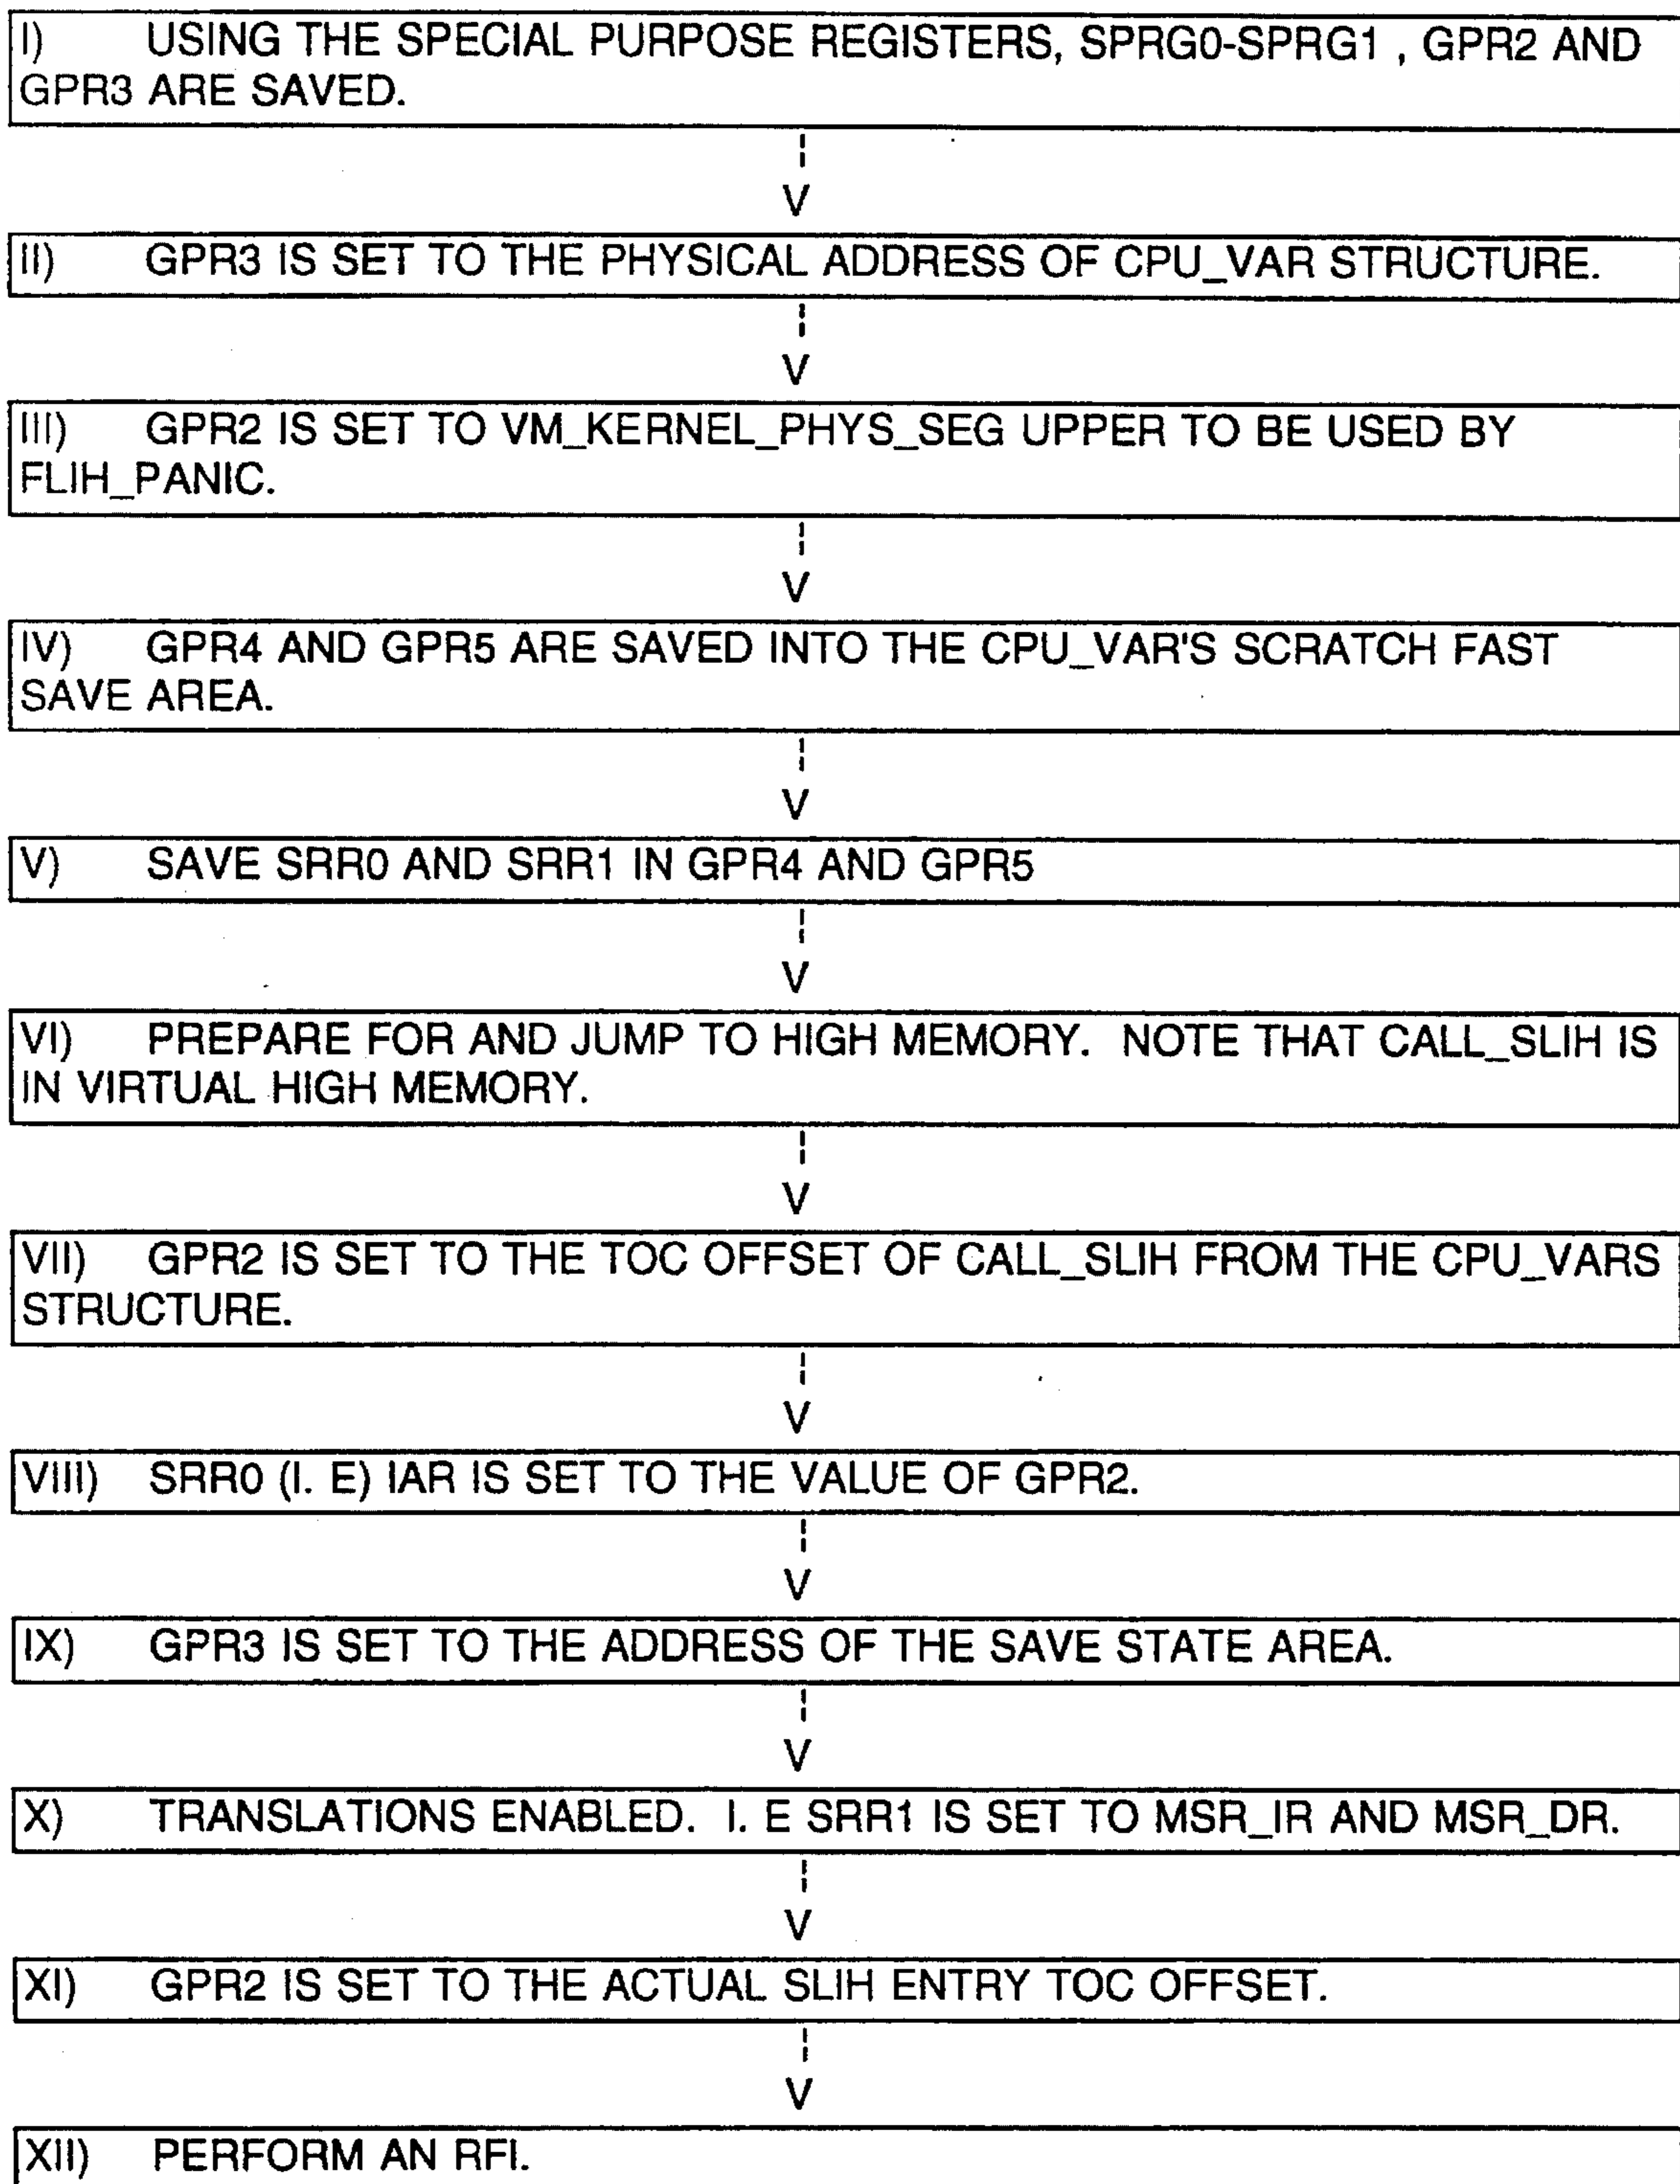 I) USING THE SPECIAL PURPOSE REGISTERS, SPRG0-SPRG1 , GPR2 AND
GPR3 ARE SAVED.
V
II) GPR3 IS SET TO THE PHYSICAL ADDRESS OF CPU_VAR STRUCTURE.
V
III) GPR2 IS SET TO VM_KERNEL_PHYS_SEG UPPER TO BE USED BY
FLIH_PANIC.
V
IV) GPR4 AND GPR5 ARE SAVED INTO THE CPU_VAR'S SCRATCH FAST
SAVE AREA.
V
V) SAVE SRR0 AND SRR1 IN GPR4 AND GPR5
V
VI) PREPARE FOR AND JUMP TO HIGH MEMORY. NOTE THAT CALL_SLIH IS
IN VIRTUAL HIGH MEMORY.
V
VII) GPR2 IS SET TO THE TOC OFFSET OF CALL_SLIH FROM THE CPU_VARS
STRUCTURE.
V
VIII) SRR0 (I. E) IAR IS SET TO THE VALUE OF GPR2.
V
IX) GPR3 IS SET TO THE ADDRESS OF THE SAVE STATE AREA.
V
X) TRANSLATIONS ENABLED. I. E SRR1 IS SET TO MSR_IR AND MSR_DR.
V
XI) GPR2 IS SET TO THE ACTUAL SLIH ENTRY TOC OFFSET.
V
XII) PERFORM AN RFI.